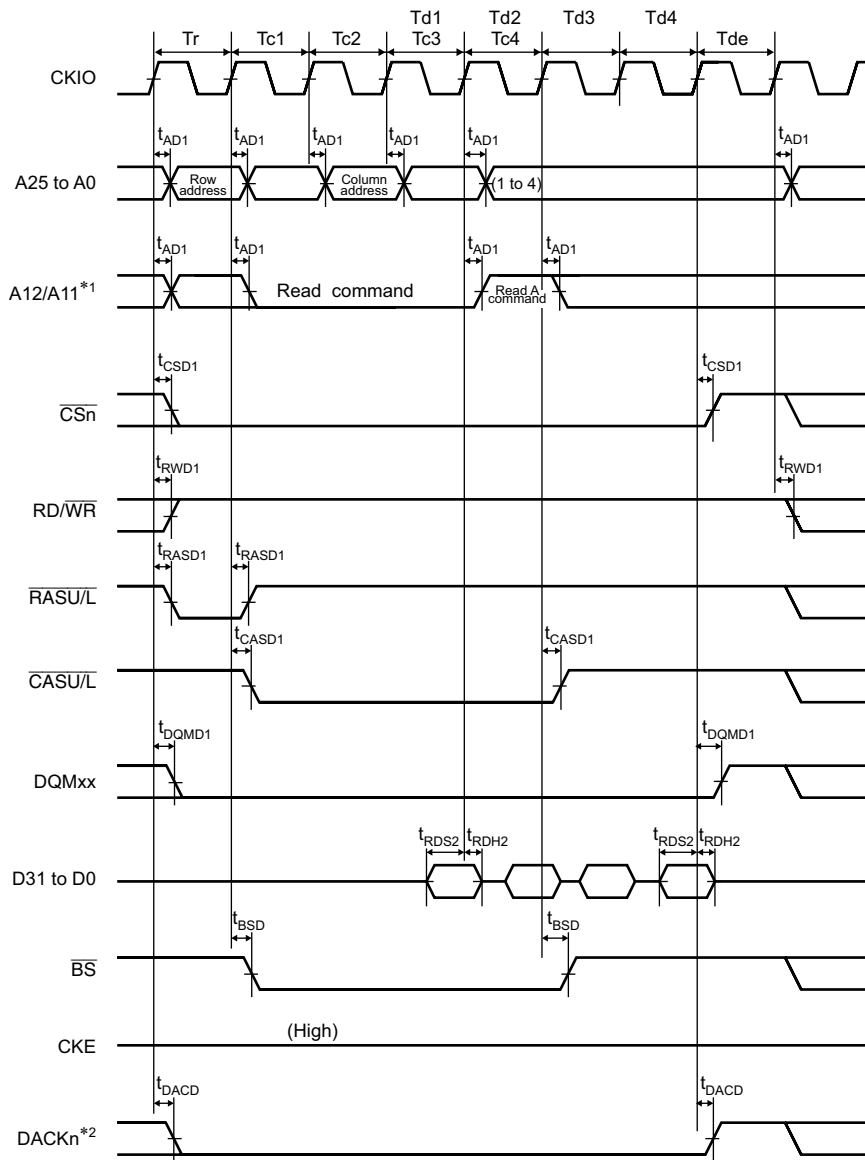 Td1 Td2 Td3 Td4
Tr Tc1 Tc2 Tc3 Tc4 Tde
CKIO
tAD1 tAD1 tAD1 tAD1 tAD1 tAD1
A25 to A0 Row address Column address (1 to 4)
tAD1 tAD1 tAD1 tAD1
A12/A11*1 Read command Read A command
tCSD1 tCSD1
CSn
tRWD1 tRWD1
RD/WR
tRASD1 tRASD1
RASU/L
tCASD1 tCASD1
CASU/L
tDQMD1 tDQMD1
DQMxx
tRDS2 tRDH2 tRDS2 tRDH2
D31 to D0
tBSD tBSD
BS
(High)
CKE
tDACD tDACD
DACKn*2